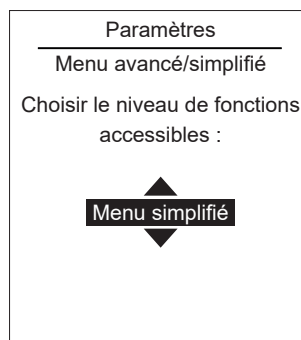 Paramètres
Menu avancé/simplifié
Choisir le niveau de fonctions
accessibles :
Menu simplifié